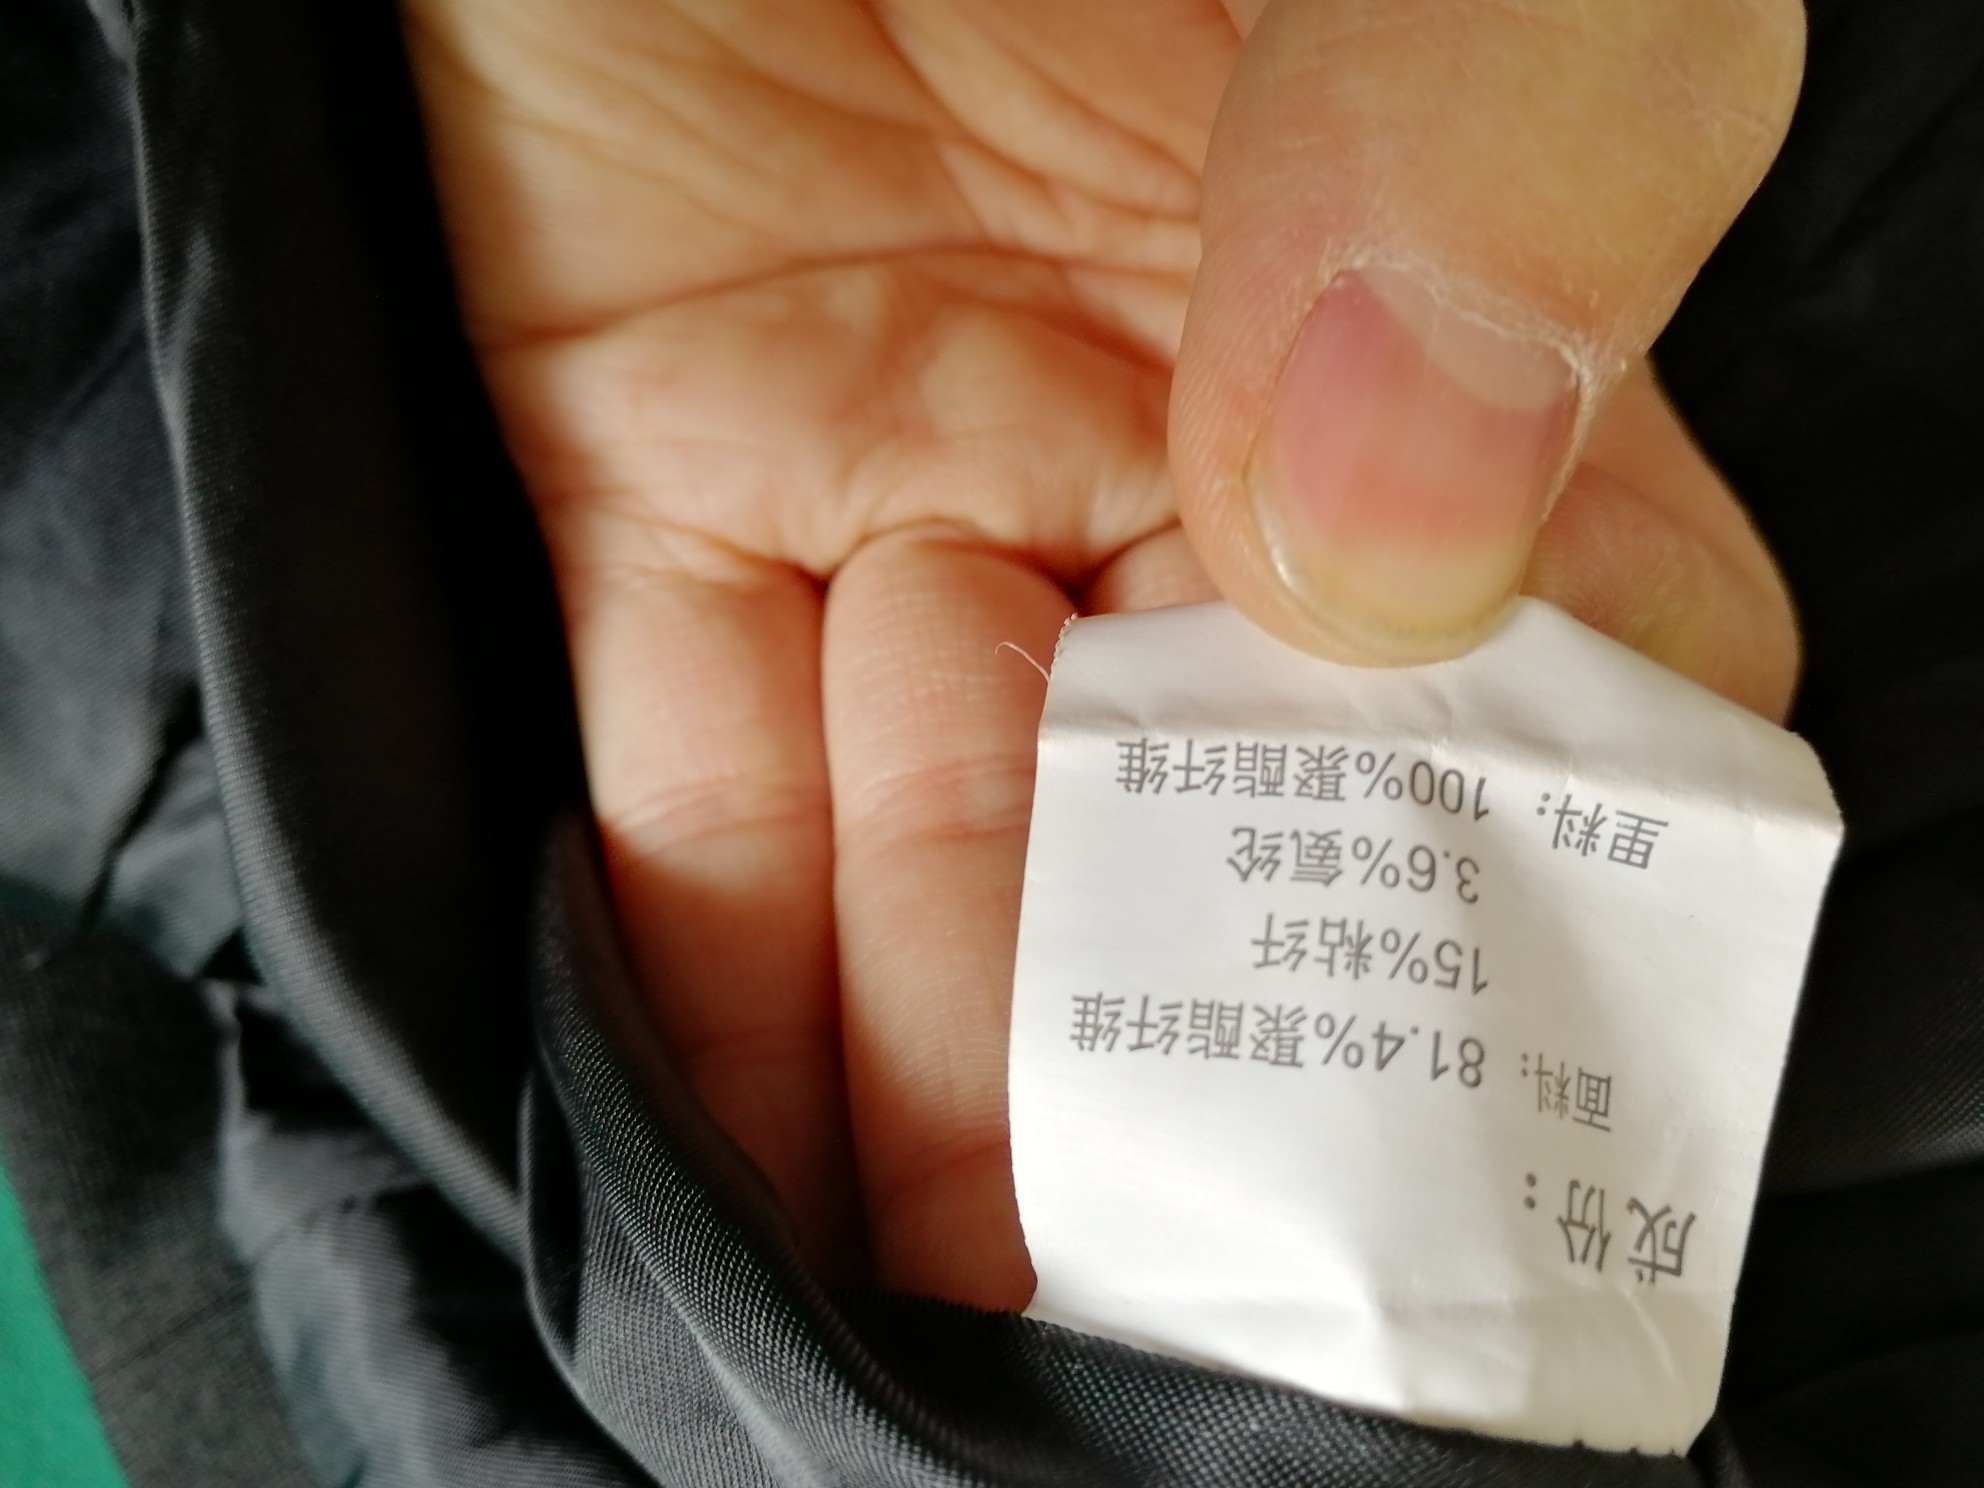 成份：
面料: 81.4%聚酯纤维
15%粘纤
3.6%氨纶
里料: 100%聚酯纤维